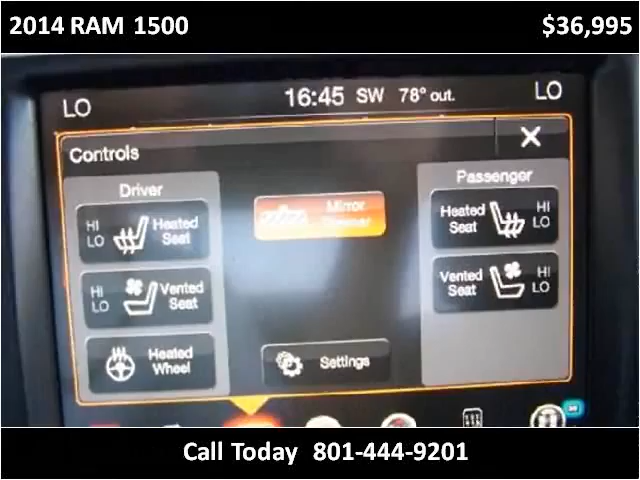 2014 RAM 1500 $36,995
LO 16:45 SW 78° out. LO
Controls
Driver
Passenger
HI LO Heated Seat
Mirror Dimmer
Heated Seat HI LO
HI LO Vented Seat
Vented Seat HI LO
Heated Wheel
Settings
Call Today 801-444-9201